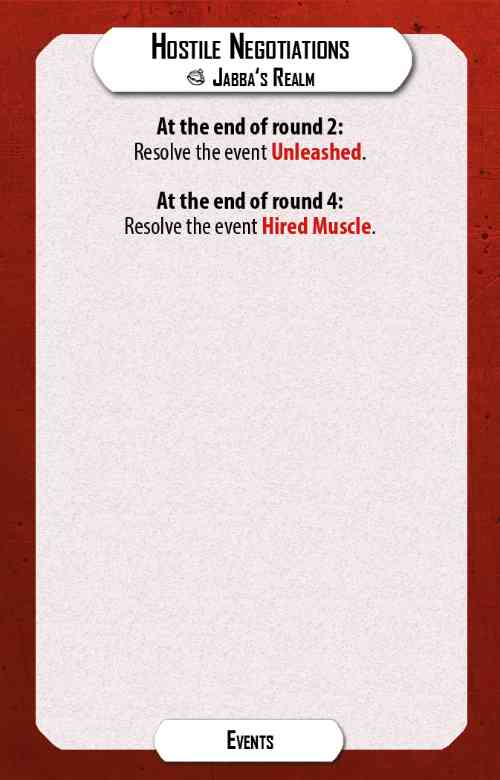 Hostile Negotiations
Jabba's Realm
At the end of round 2:
Resolve the event Unleashed.
At the end of round 4:
Resolve the event Hired Muscle.
Events